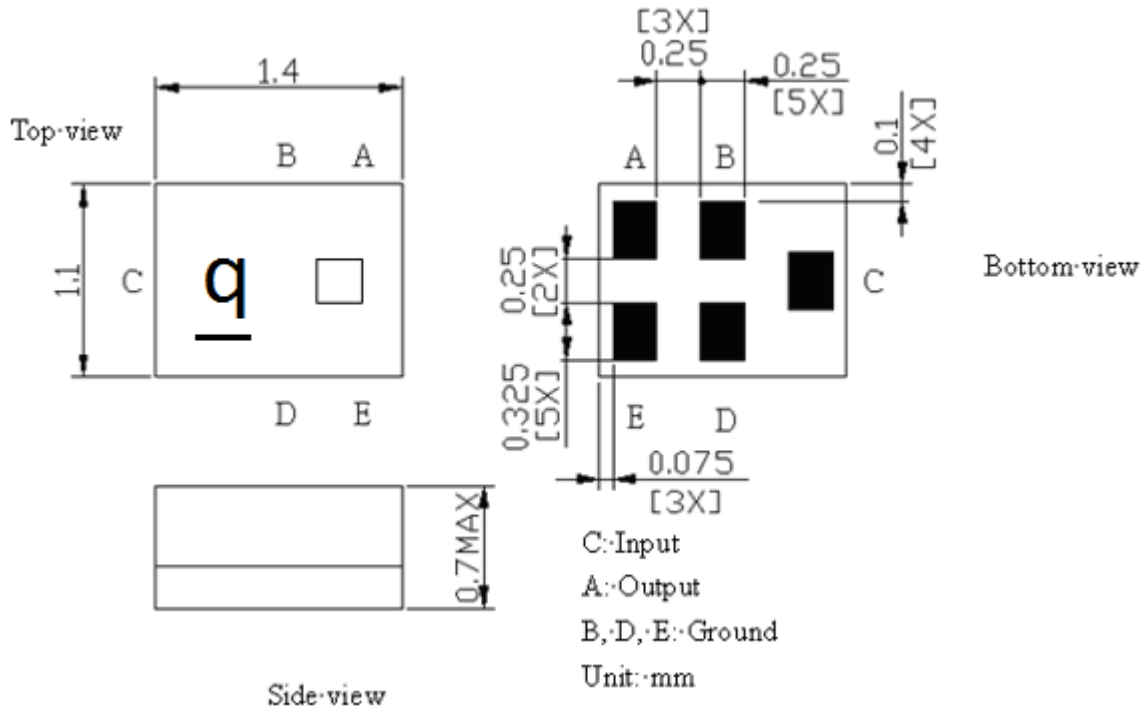 Top·view
1.4
B A
1.1
C
q
D E
0.7MAX
Side·view
[3X]
0.25
0.25
[5X]
0.1
[4X]
A B
0.25
[2X]
C
Bottom·view
0.325
[5X]
E D
0.075
[3X]
C:·Input
A:·Output
B,·D,·E:·Ground
Unit:·mm